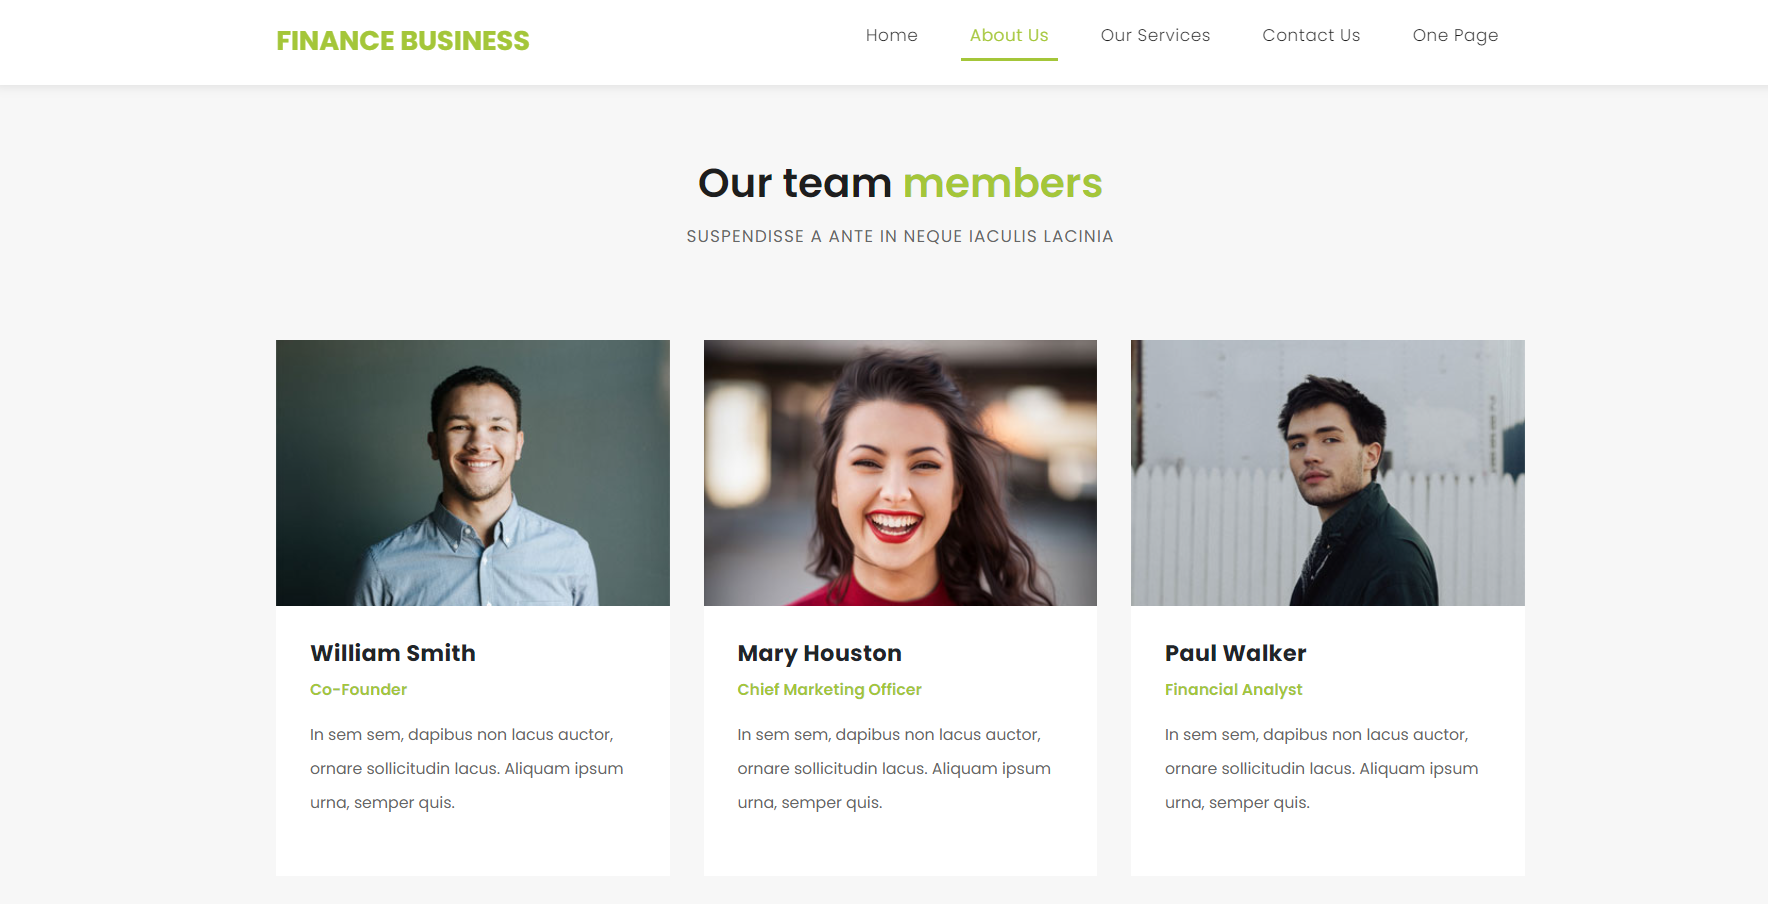 FINANCE BUSINESS
Home
About Us
Our Services
Contact Us
One Page
Our team members
SUSPENDISSE A ANTE IN NEQUE IACULIS LACINIA
William Smith
Co-Founder
In sem sem, dapibus non lacus auctor,
ornare sollicitudin lacus. Aliquam ipsum
urna, semper quis.
Mary Houston
Chief Marketing Officer
In sem sem, dapibus non lacus auctor,
ornare sollicitudin lacus. Aliquam ipsum
urna, semper quis.
Paul Walker
Financial Analyst
In sem sem, dapibus non lacus auctor,
ornare sollicitudin lacus. Aliquam ipsum
urna, semper quis.